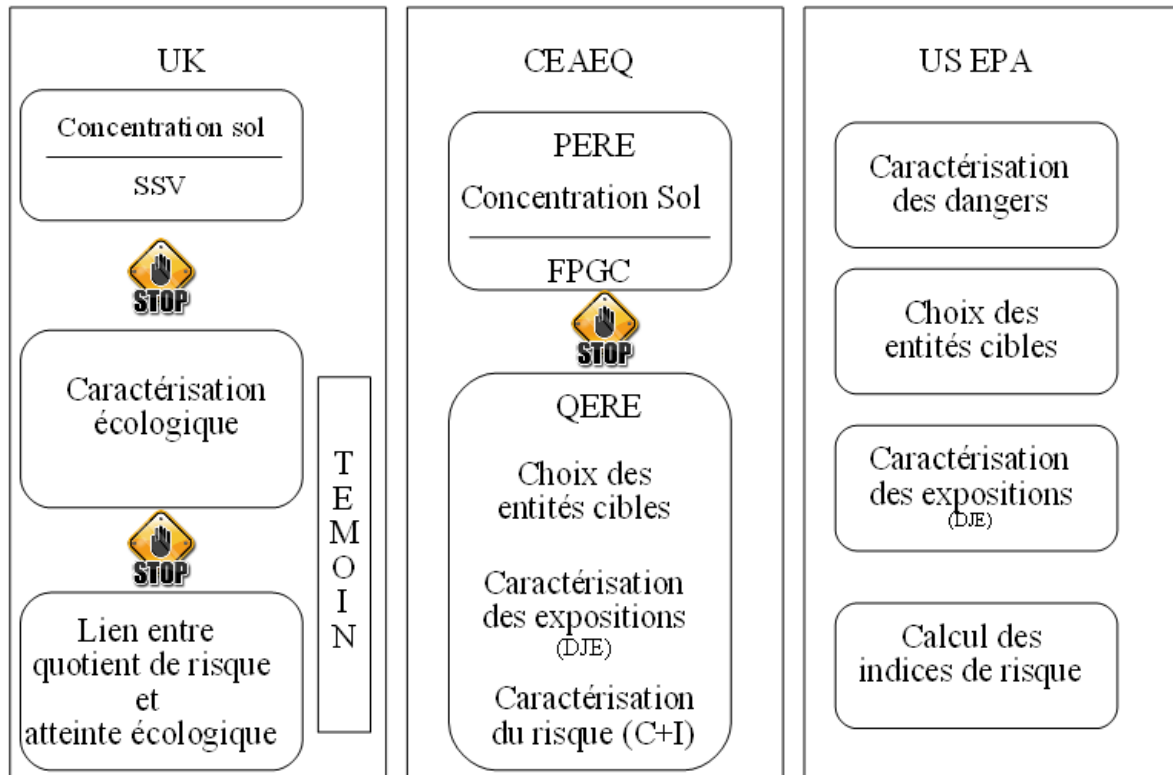 UK
Concentration sol
SSV
STOP
Caractérisation
écologique
STOP
Lien entre
quotient de risque
et
atteinte écologique
T
E
M
O
I
N
CEAEQ
PERE
Concentration Sol
FPGC
STOP
QERE
Choix des
entités cibles
Caractérisation
des expositions
(DJE)
Caractérisation
du risque (C+I)
US EPA
Caractérisation
des dangers
Choix des
entités cibles
Caractérisation
des expositions
(DJE)
Calcul des
indices de risque